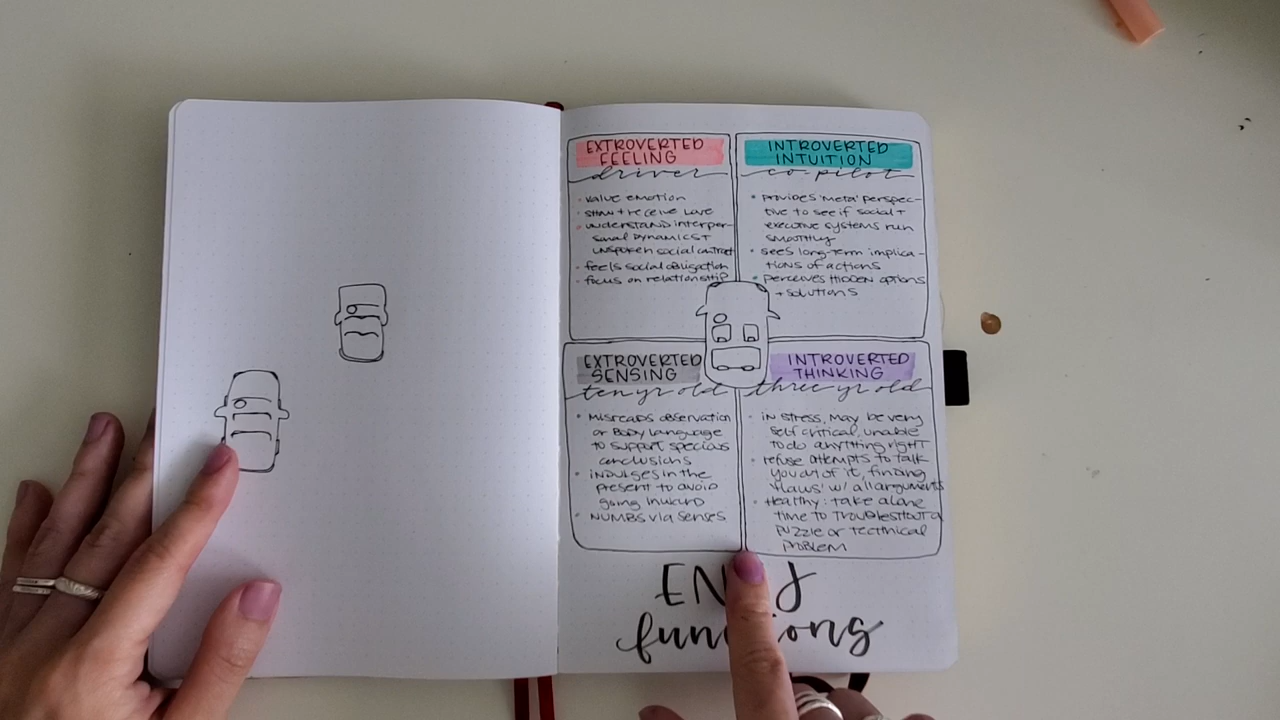 EXTROVERTED
FEELING
driver
• value emotion
• show + receive love
• understand interper-
sonal dynamics +
unspoken social contract
• feels social obligation
• focus on relationship
INTROVERTED
INTUITION
co-pilot
• provides 'meta' perspec-
tive to see if social +
executive systems run
smoothly
• sees long-term implica-
tions of actions
• perceives hidden options
+ solutions
EXTROVERTED
SENSING
ten yr old
• misreads observation
or body language
to support specious
conclusions
• indulges in the
present to avoid
going inward
• numbs via senses
INTROVERTED
THINKING
three yr old
• in stress, may be very
self critical, unable
to do anything right
• refuse attempts to talk
you out of it, finding
'flaws' w/ all arguments
• healthy: take alone
time to troubleshoot a
puzzle or technical
problem